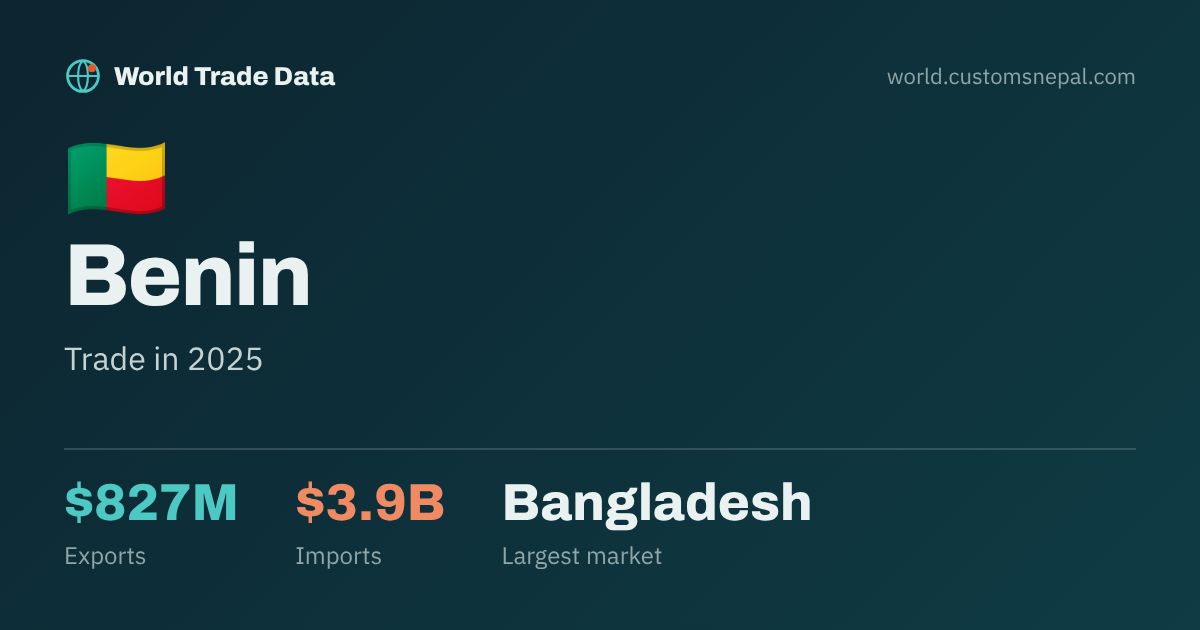 World Trade Data
world.customsnepal.com
Benin
Trade in 2025
$827M $3.9B Bangladesh
Exports Imports Largest market